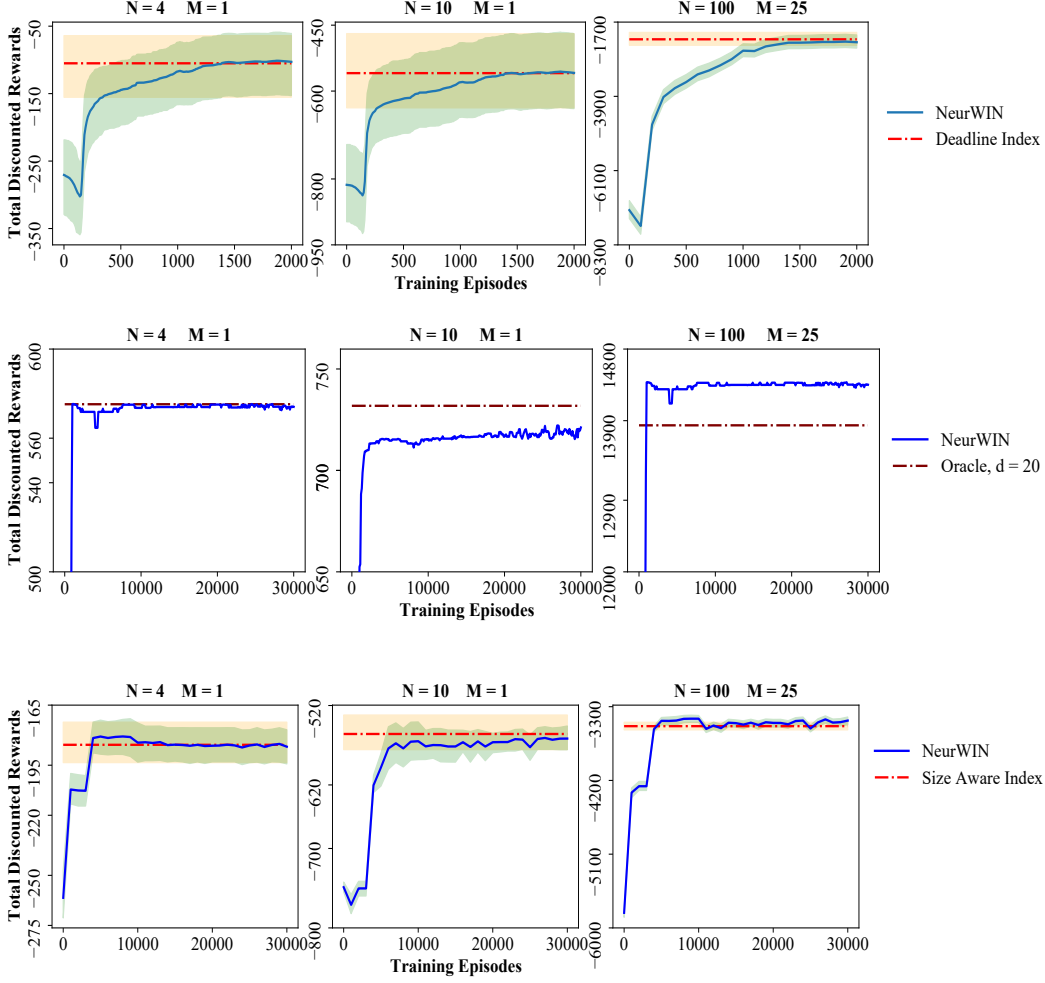 N = 4 M = 1
N = 10 M = 1
N = 100 M = 25
Total Discounted Rewards
−50
−150
−250
−350
0 500 1000 1500 2000
−450
−600
−800
−950
0 500 1000 1500 2000
−1700
−3900
−6100
−8300
0 500 1000 1500 2000
Training Episodes
NeurWIN
Deadline Index
N = 4 M = 1
N = 10 M = 1
N = 100 M = 25
Total Discounted Rewards
600
560
540
500
0 10000 20000 30000
750
700
650
0 10000 20000 30000
14800
13900
12900
12000
0 10000 20000 30000
Training Episodes
NeurWIN
Oracle, d = 20
N = 4 M = 1
N = 10 M = 1
N = 100 M = 25
Total Discounted Rewards
−165
−195
−220
−250
−275
0 10000 20000 30000
−520
−620
−700
−800
0 10000 20000 30000
−3300
−4200
−5100
−6000
0 10000 20000 30000
Training Episodes
NeurWIN
Size Aware Index